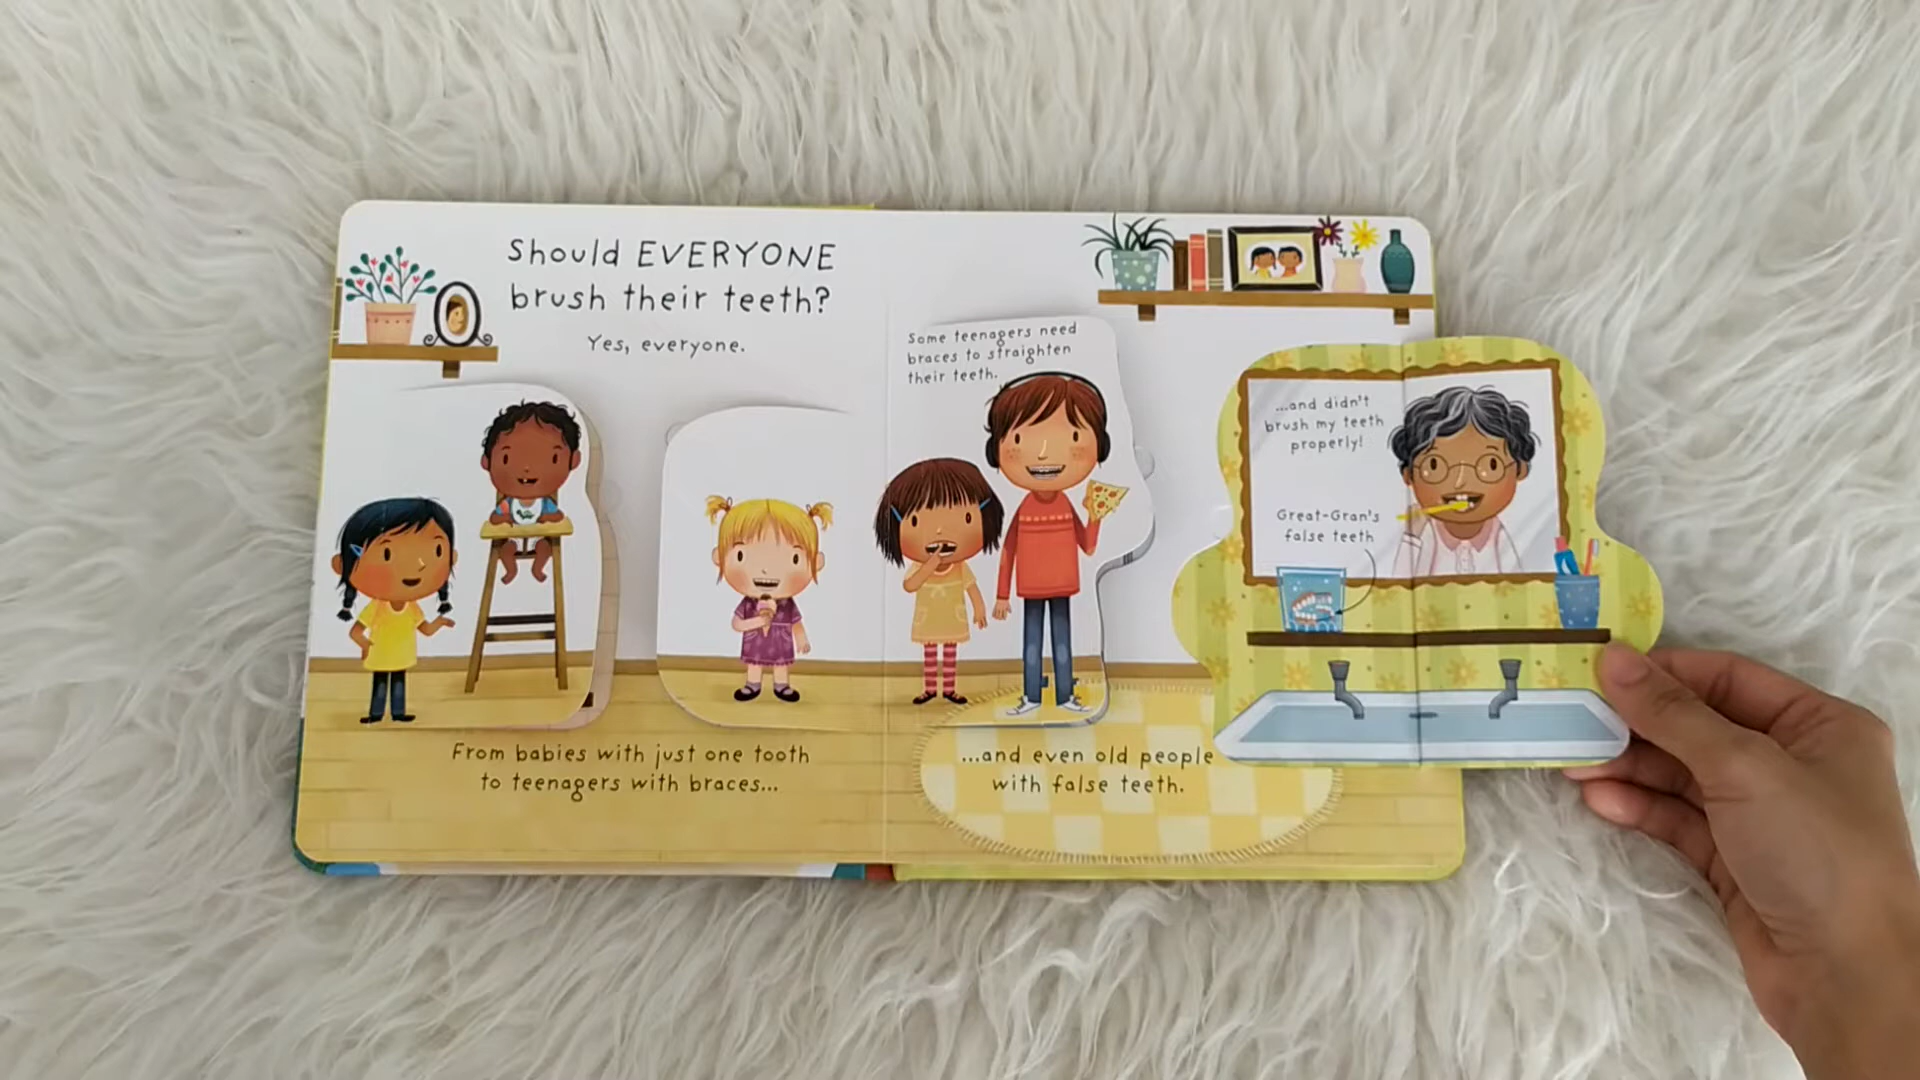 Should EVERYONE
brush their teeth?
Yes, everyone.
From babies with just one tooth
to teenagers with braces...
Some teenagers need
braces to straighten
their teeth.
...and even old people
with false teeth.
...and didn't
brush my teeth
properly!
Great-Gran's
false teeth